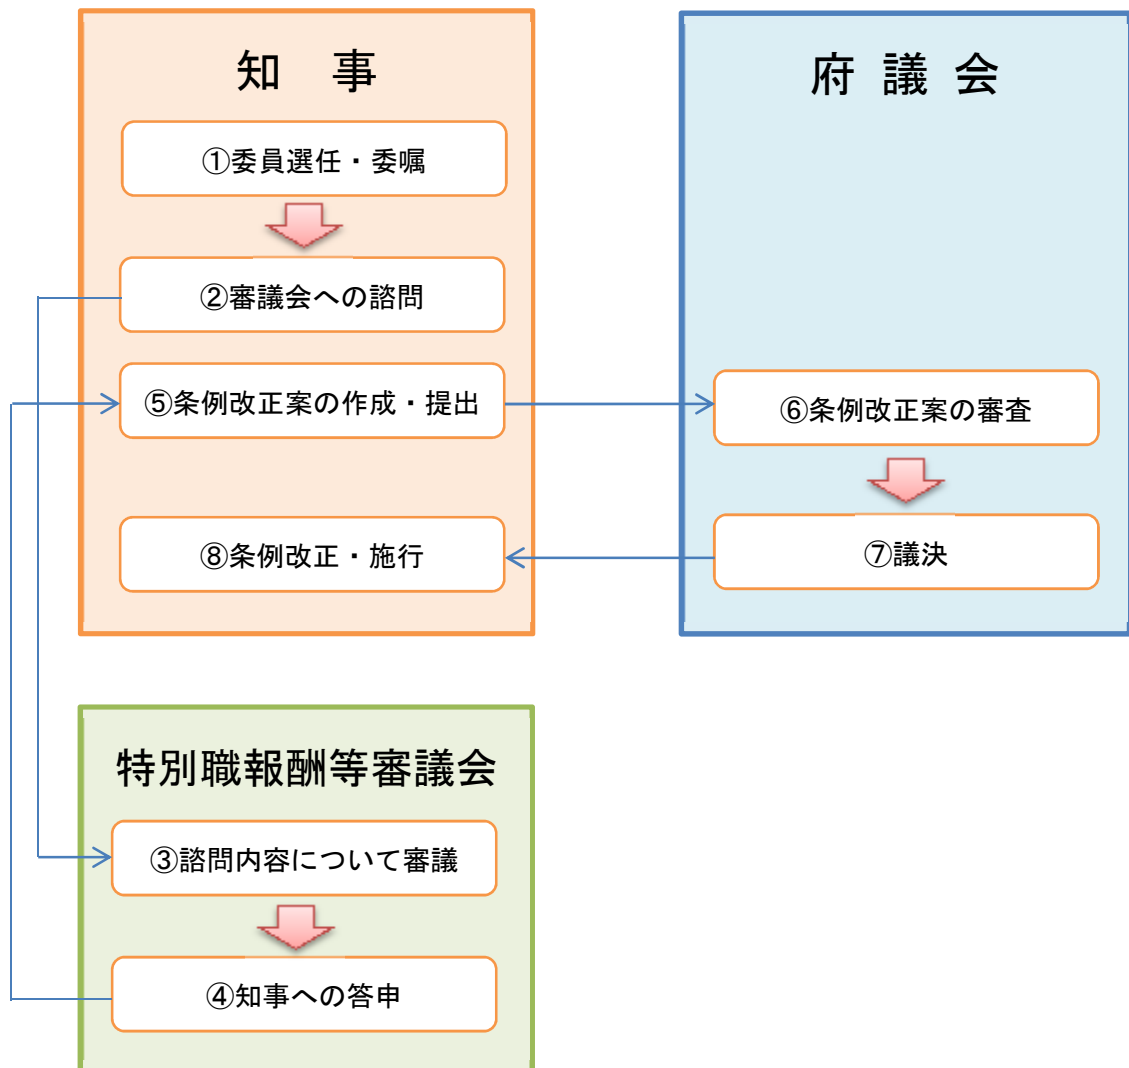 知　事
①委員選任・委嘱
②審議会への諮問
⑤条例改正案の作成・提出
⑧条例改正・施行
府 議 会
⑥条例改正案の審査
⑦議決
特別職報酬等審議会
③諮問内容について審議
④知事への答申